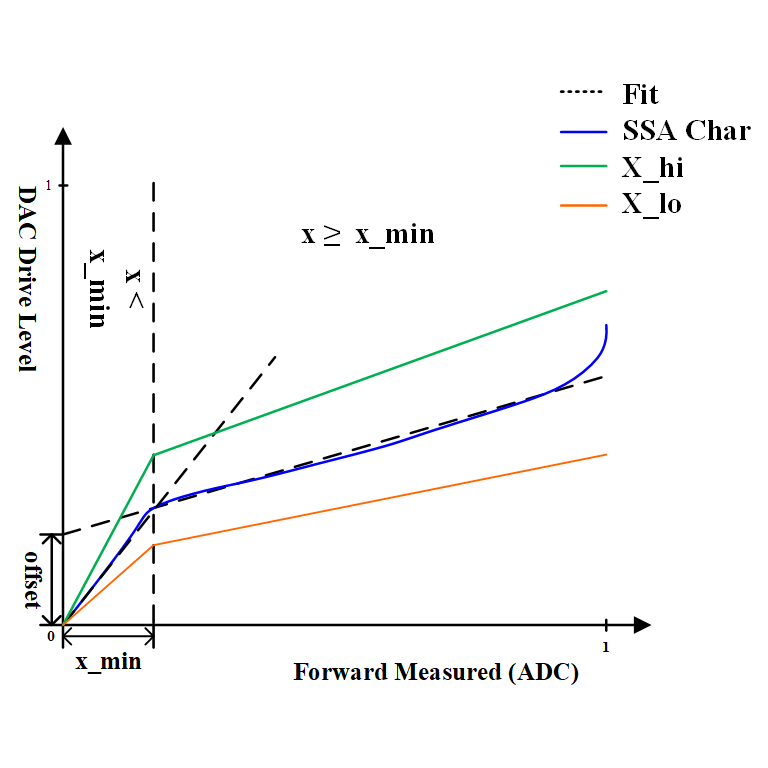 Fit
SSA Char
X_hi
X_lo
1
DAC Drive Level
x <
x_min
x ≥ x_min
offset
0
x_min
1
Forward Measured (ADC)